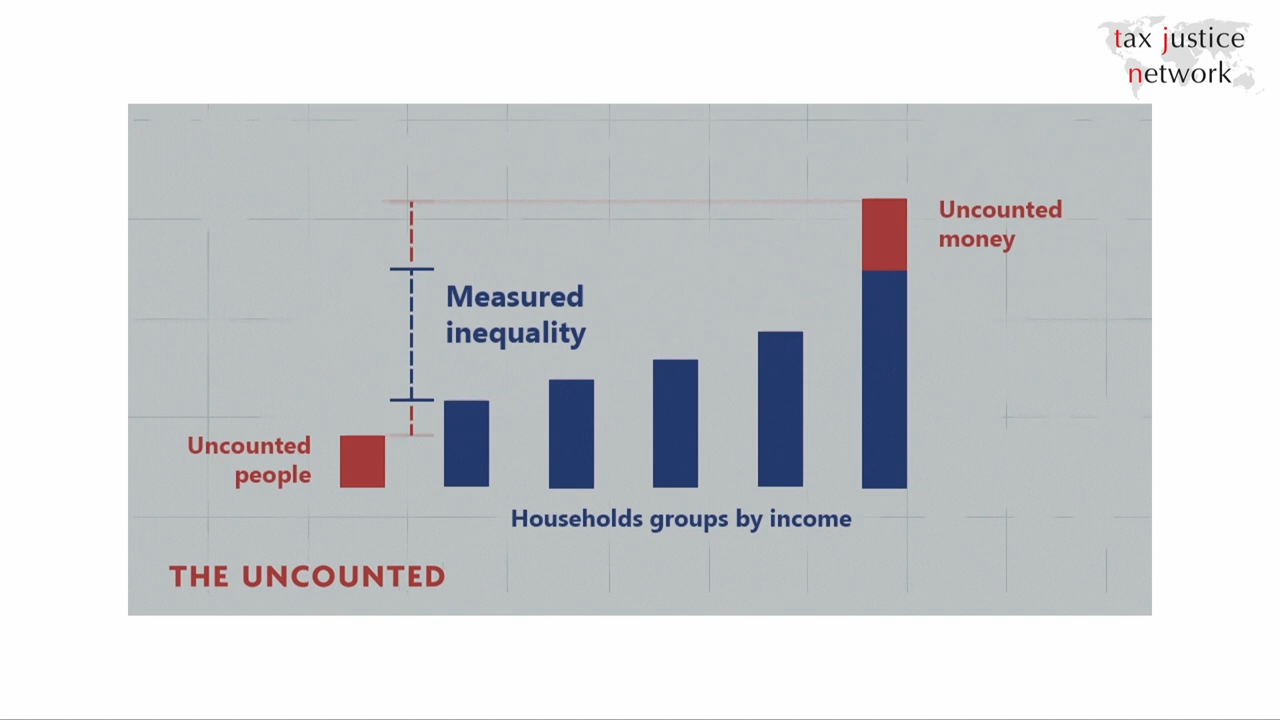 tax justice
network
Uncounted
money
Measured
inequality
Uncounted
people
Households groups by income
THE UNCOUNTED